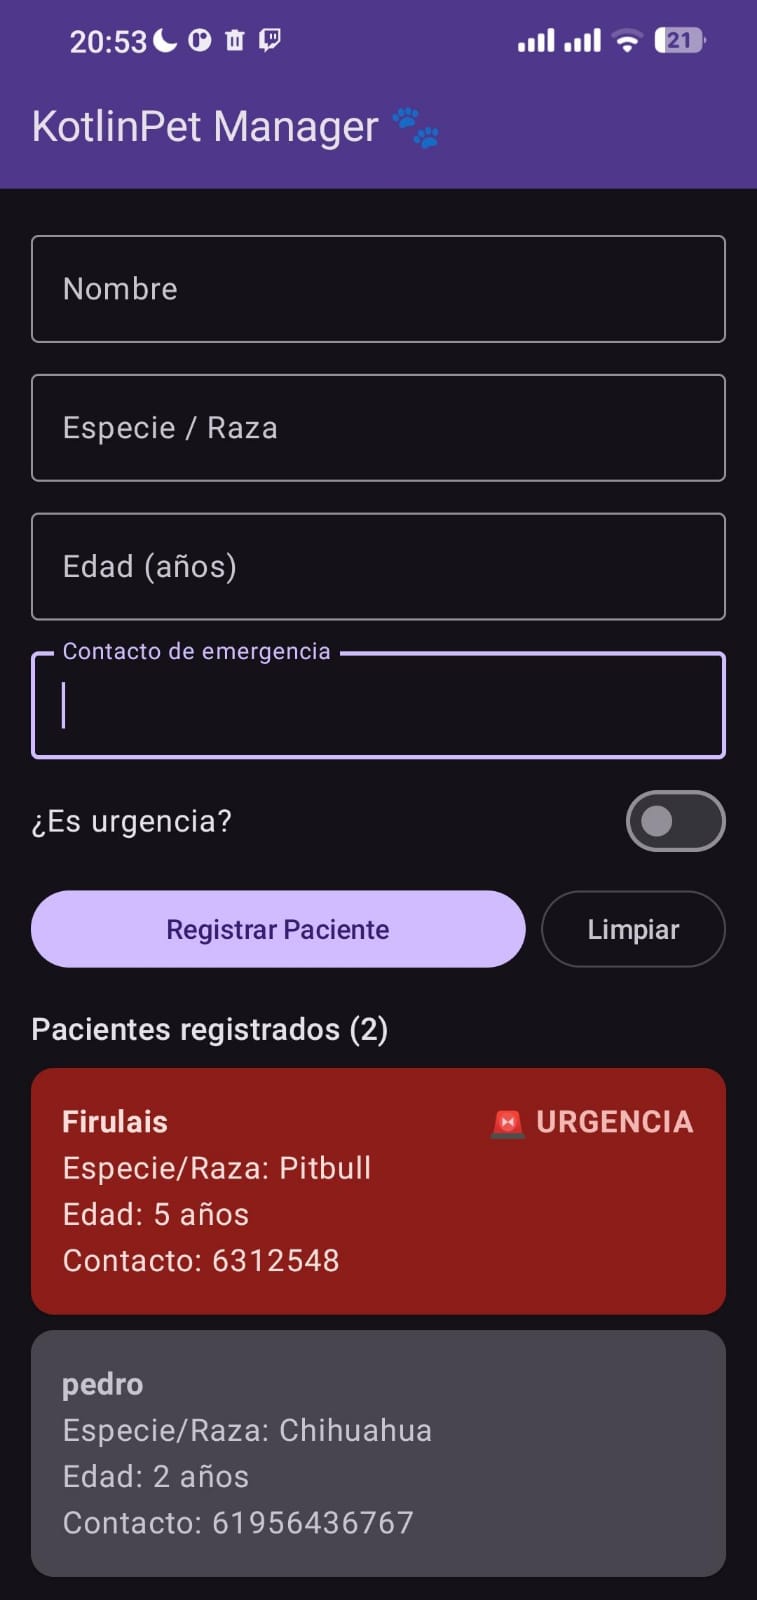 20:53
21
KotlinPet Manager 🐾
Nombre
Especie / Raza
Edad (años)
Contacto de emergencia
¿Es urgencia?
Registrar Paciente
Limpiar
Pacientes registrados (2)
Firulais
🚨 URGENCIA
Especie/Raza: Pitbull
Edad: 5 años
Contacto: 6312548
pedro
Especie/Raza: Chihuahua
Edad: 2 años
Contacto: 61956436767